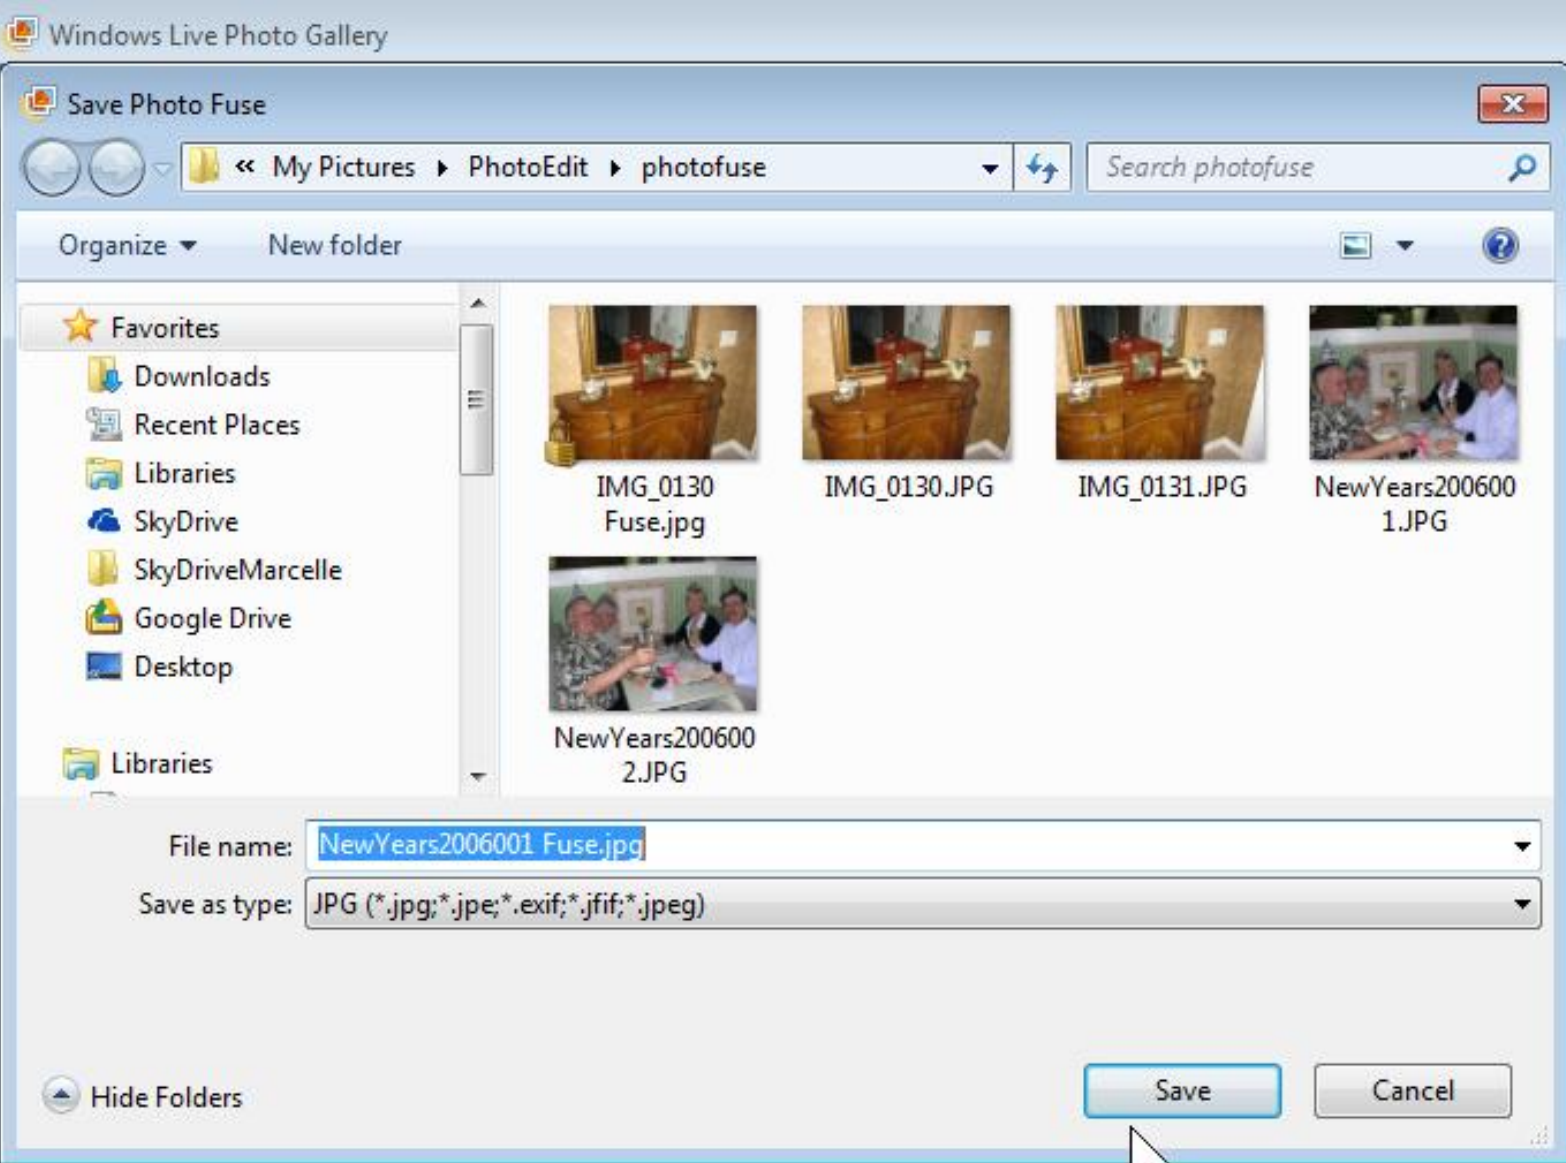 Windows Live Photo Gallery
Save Photo Fuse
« My Pictures PhotoEdit photofuse
Search photofuse
Organize New folder
Favorites
Downloads
Recent Places
Libraries
SkyDrive
SkyDriveMarcelle
Google Drive
Desktop
Libraries
IMG_0130
Fuse.jpg
IMG_0130.JPG
IMG_0131.JPG
NewYears200600
1.JPG
NewYears200600
2.JPG
File name: NewYears2006001 Fuse.jpg
Save as type: JPG (*.jpg;*.jpe;*.exif;*.jfif;*.jpeg)
Hide Folders
Save
Cancel